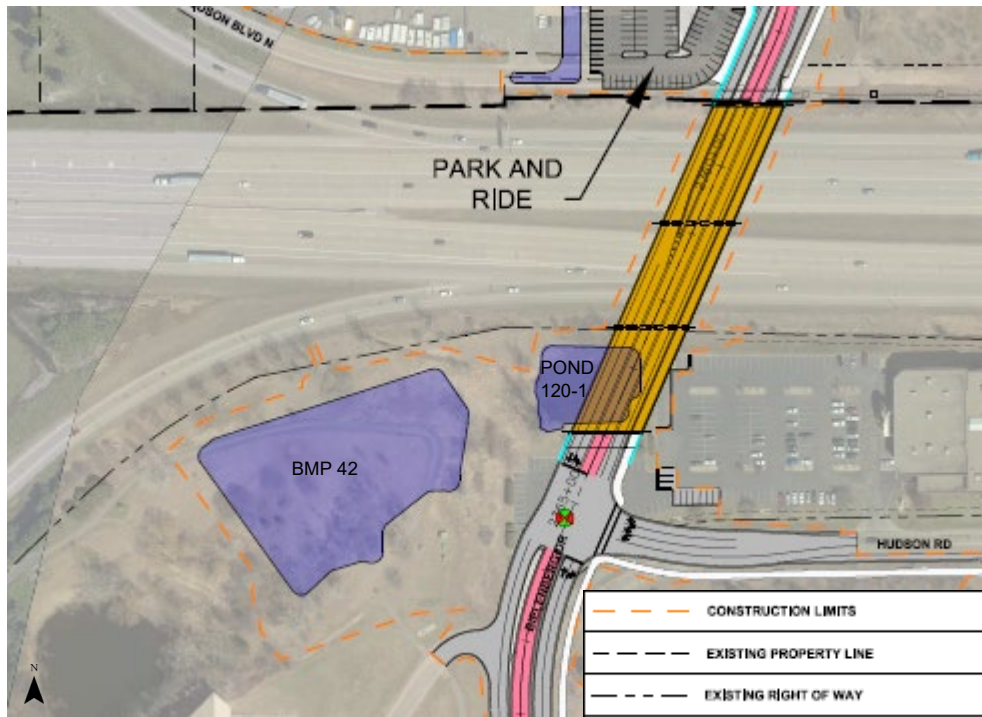 HUDSON BLVD N
PARK AND
RIDE
POND
120-1
BMP 42
HUDSON RD
CONSTRUCTION LIMITS
EXISTING PROPERTY LINE
EXISTING RIGHT OF WAY
N